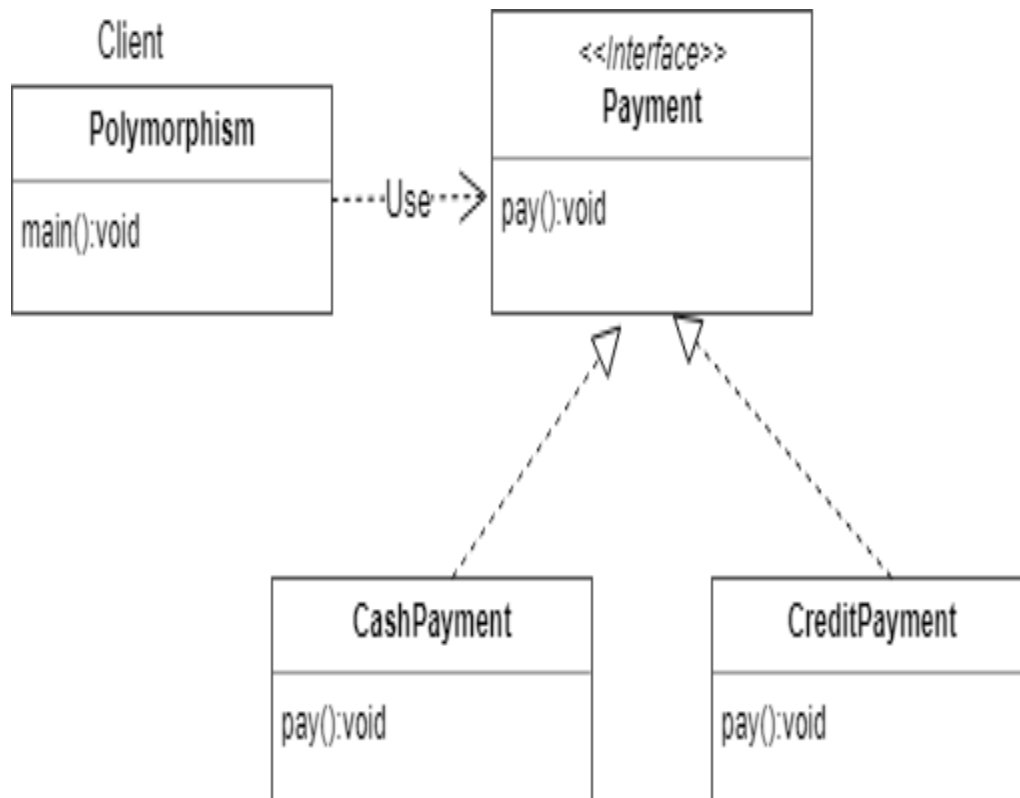 Client
Polymorphism
main():void
Use
<<Interface>>
Payment
pay():void
CashPayment
pay():void
CreditPayment
pay():void